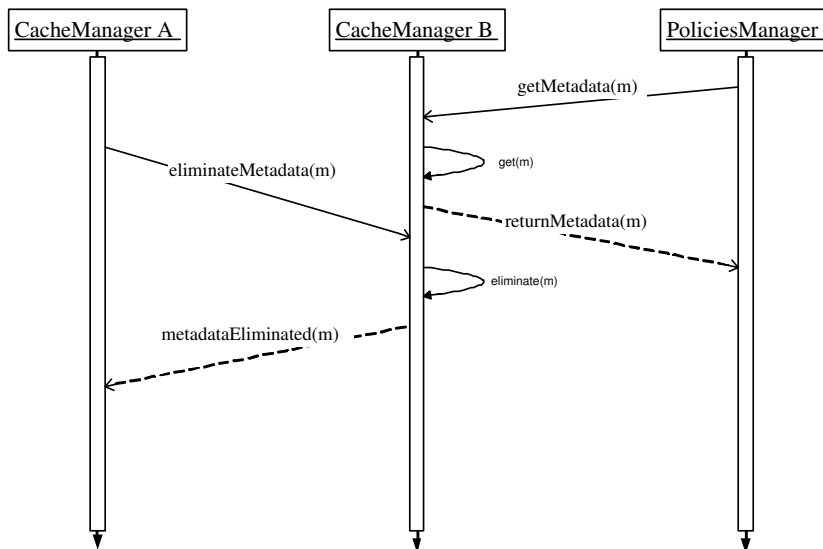 CacheManager A
CacheManager B
PoliciesManager
getMetadata(m)
get(m)
eliminateMetadata(m)
returnMetadata(m)
eliminate(m)
metadataEliminated(m)